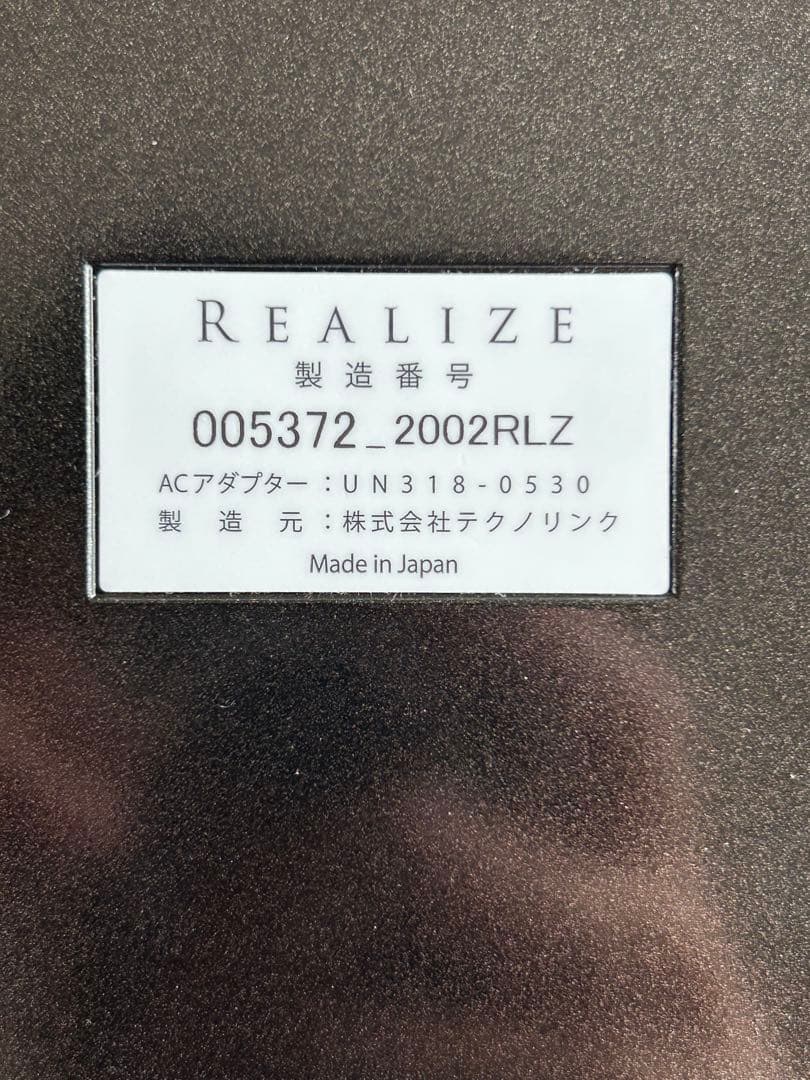 REALIZE
製造番号
005372_2002RLZ
ACアダプター：UN318-0530
製造元：株式会社テクノリンク
Made in Japan